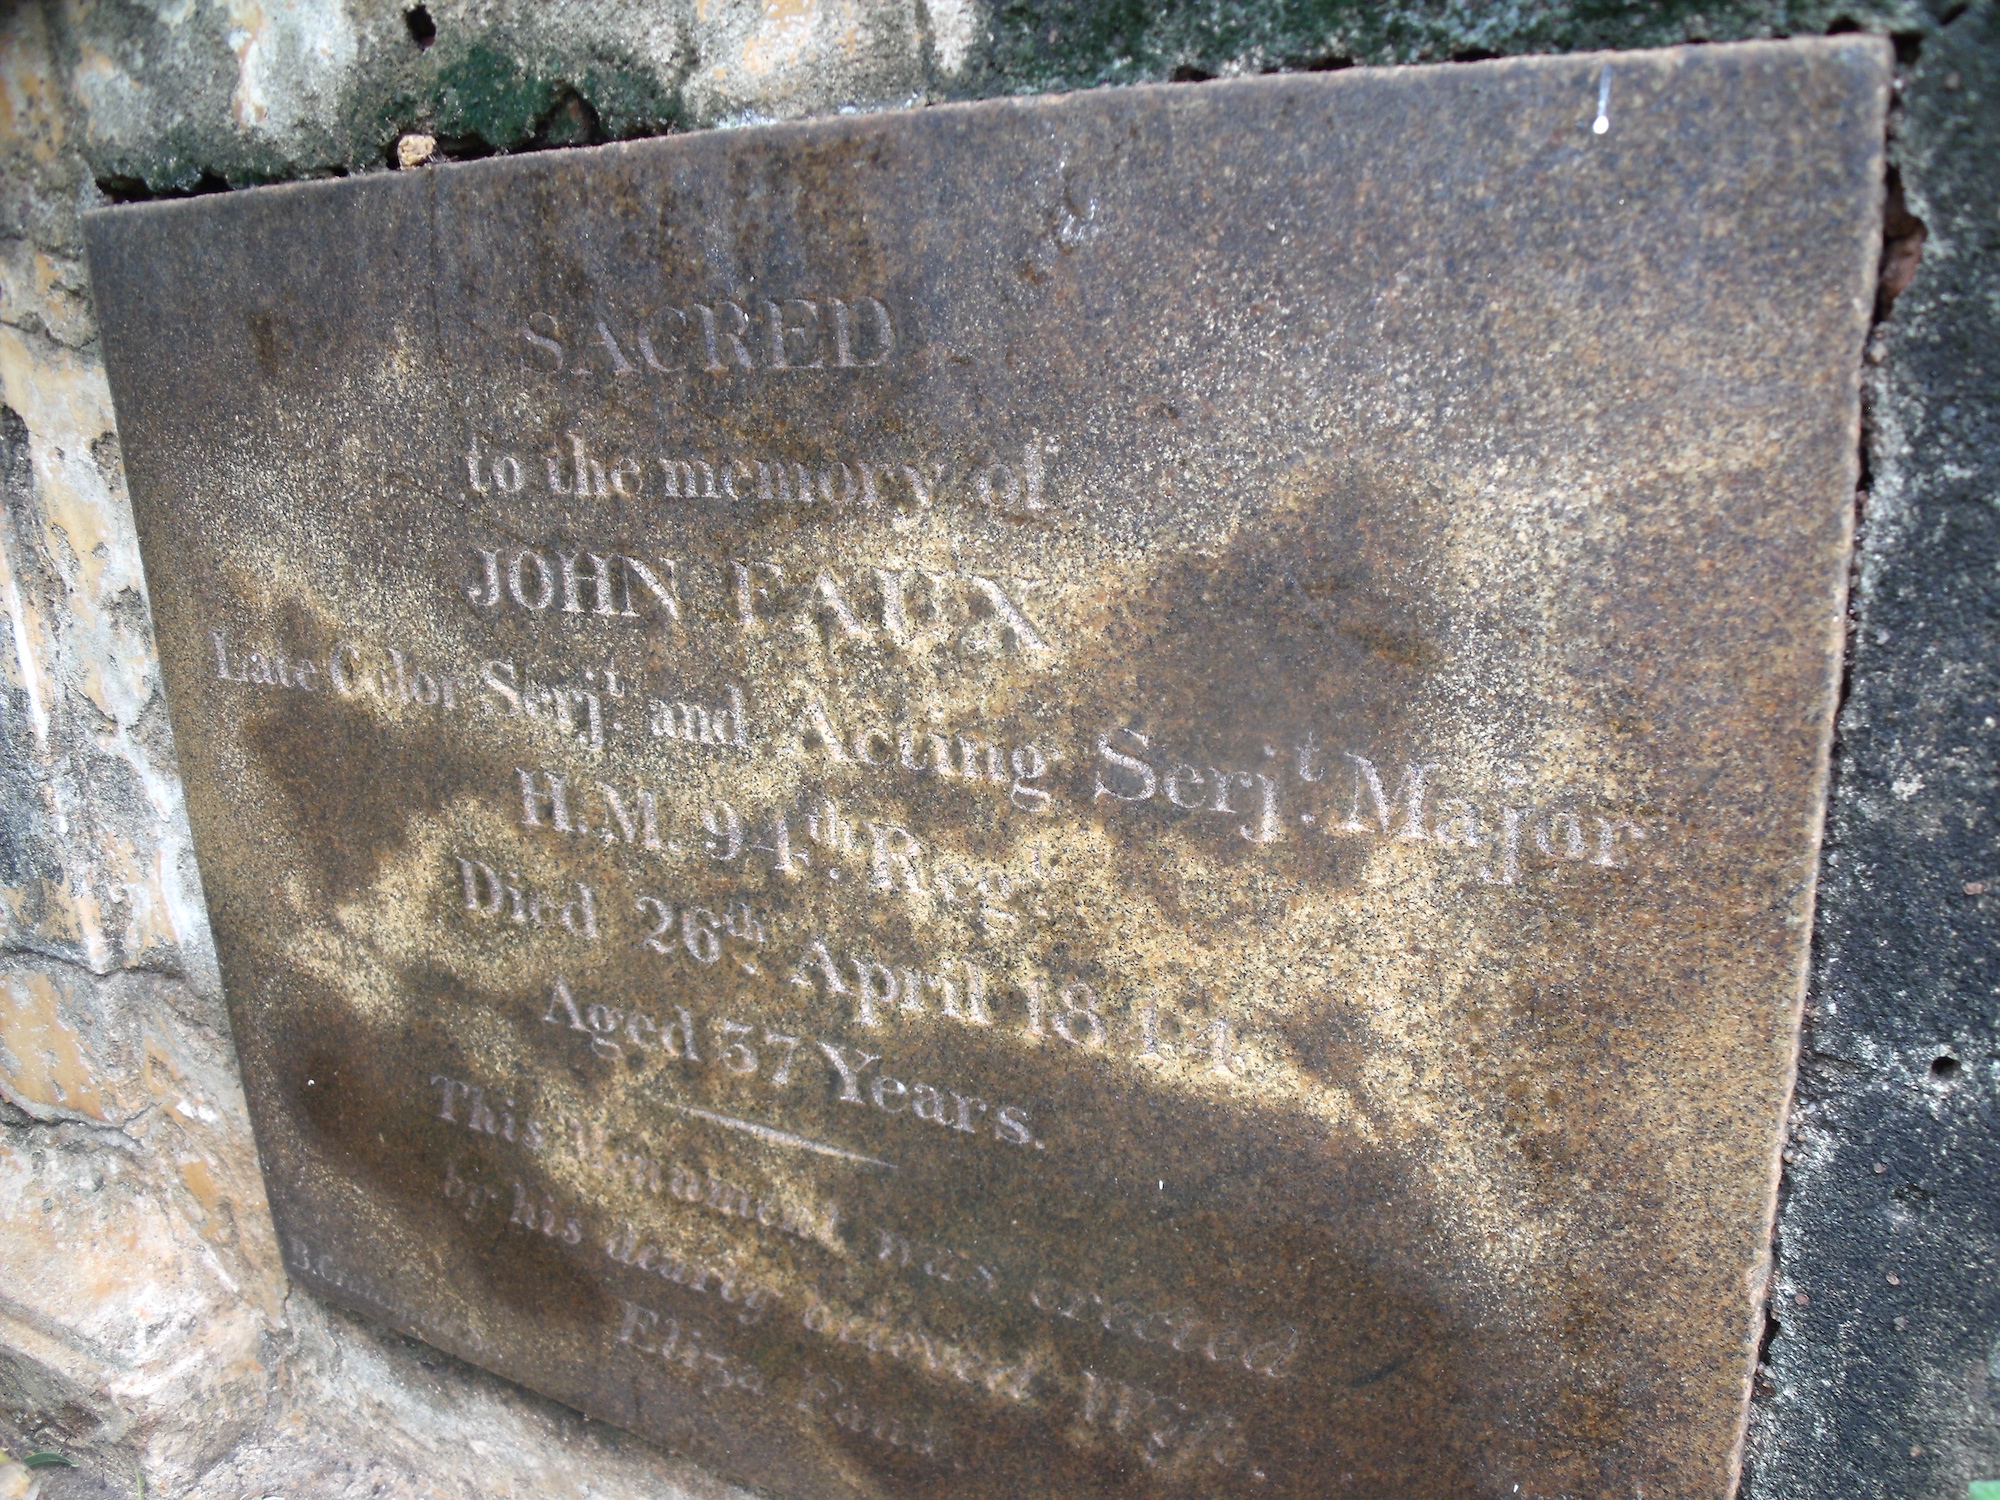 SACRED
to the memory of
JOHN FAUX
Late Color Serjt. and Acting Serjt. Major
H.M. 94th. Regt.
Died 26th. April 1844.
Aged 37 Years.
This Monument was erected
by his dearly beloved Wife,
Eliza Faux